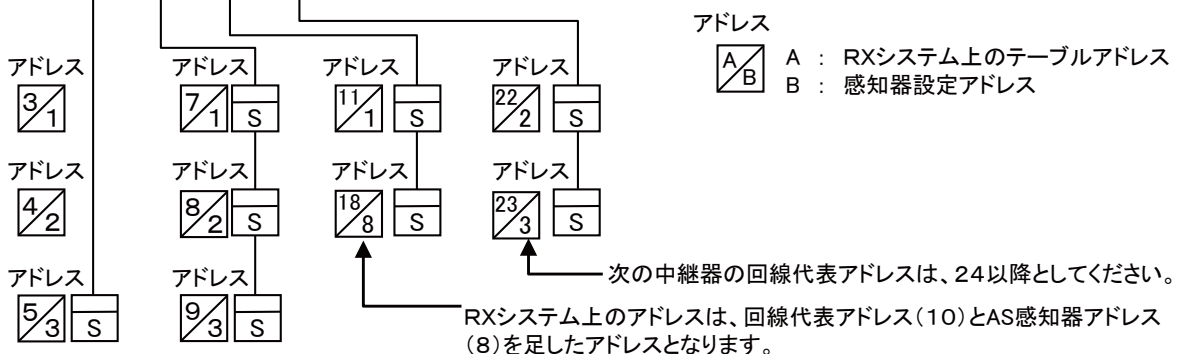 アドレス
A/B A : RXシステム上のテーブルアドレス
B : 感知器設定アドレス
アドレス アドレス アドレス アドレス
3/1 7/1 S 11/1 S 22/2 S
アドレス アドレス アドレス アドレス
4/2 8/2 S 18/8 S 23/3 S
アドレス アドレス
5/3 S 9/3 S
次の中継器の回線代表アドレスは、24以降としてください。
RXシステム上のアドレスは、回線代表アドレス(10)とAS感知器アドレス
(8)を足したアドレスとなります。